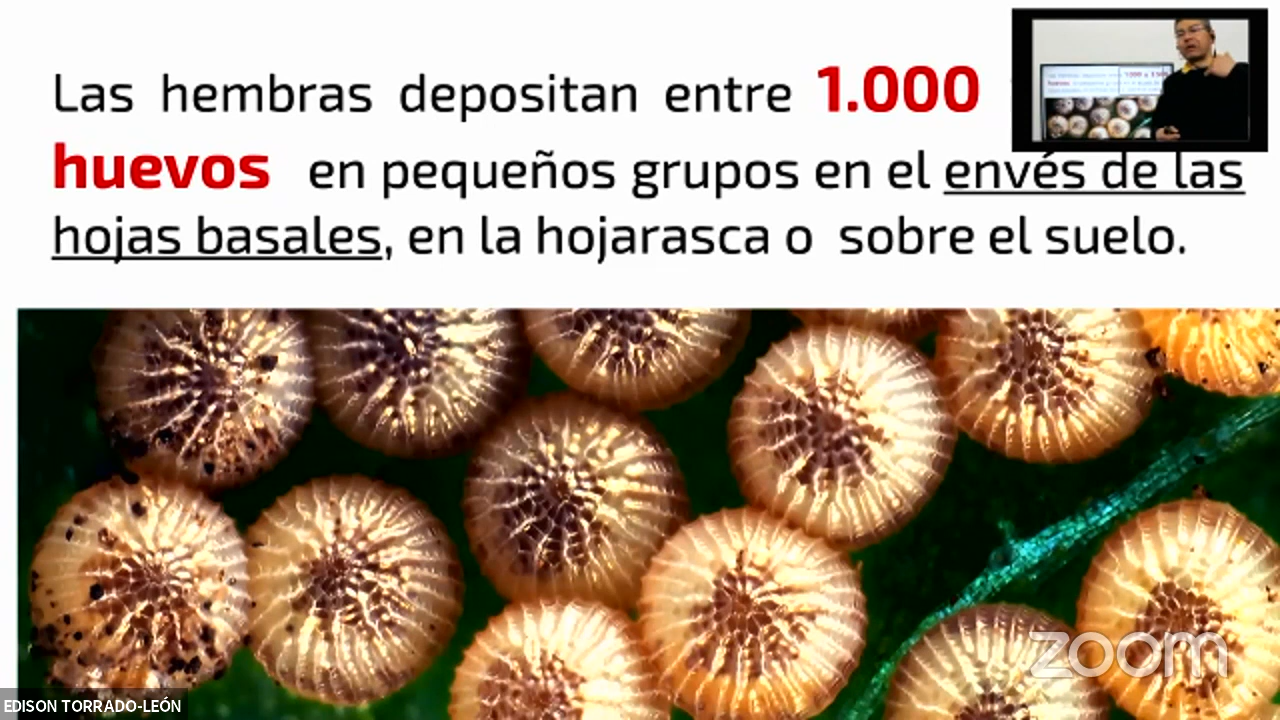 Las hembras depositan entre 1.000
huevos en pequeños grupos en el envés de las
hojas basales, en la hojarasca o sobre el suelo.
zoom
EDISON TORRADO-LEÓN